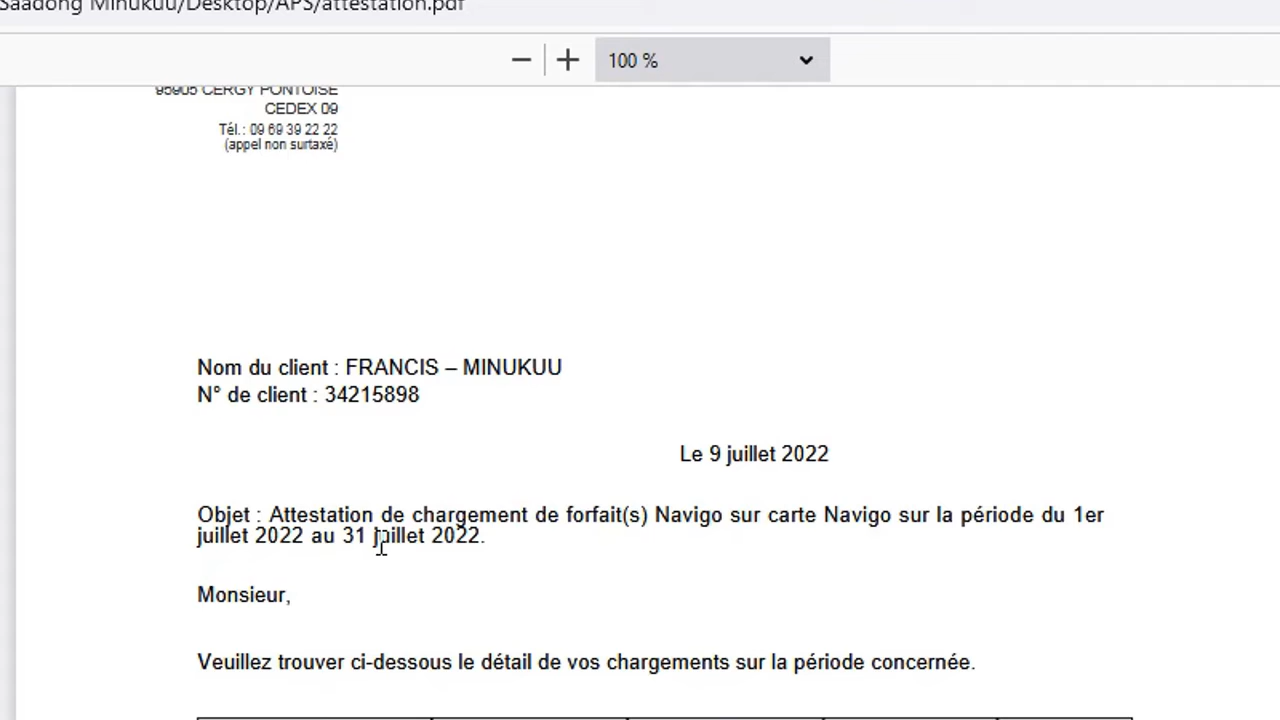 Saadong Minukuu/Desktop/APS/attestation.pdf
100 %
95905 CERGY PONTOISE
CEDEX 09
Tél.: 09 69 39 22 22
(appel non surtaxé)
Nom du client : FRANCIS – MINUKUU
N° de client : 34215898
Le 9 juillet 2022
Objet : Attestation de chargement de forfait(s) Navigo sur carte Navigo sur la période du 1er
juillet 2022 au 31 juillet 2022.
Monsieur,
Veuillez trouver ci-dessous le détail de vos chargements sur la période concernée.